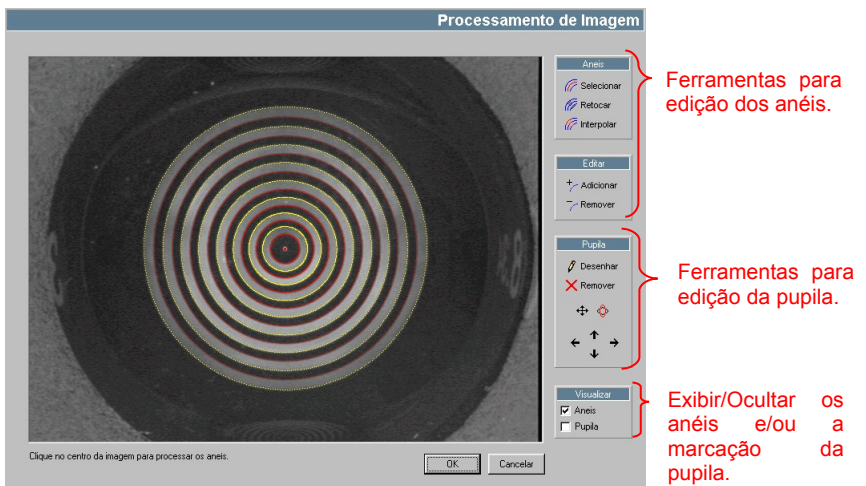 Processamento de Imagem
Aneis
Selecionar
Retocar
Interpolar
Editar
Adicionar
Remover
Pupila
Desenhar
Remover
Visualizar
Aneis
Pupila
Clique no centro da imagem para processar os aneis.
OK
Cancelar
Ferramentas para
edição dos anéis.
Ferramentas para
edição da pupila.
Exibir/Ocultar os
anéis e/ou a
marcação da
pupila.